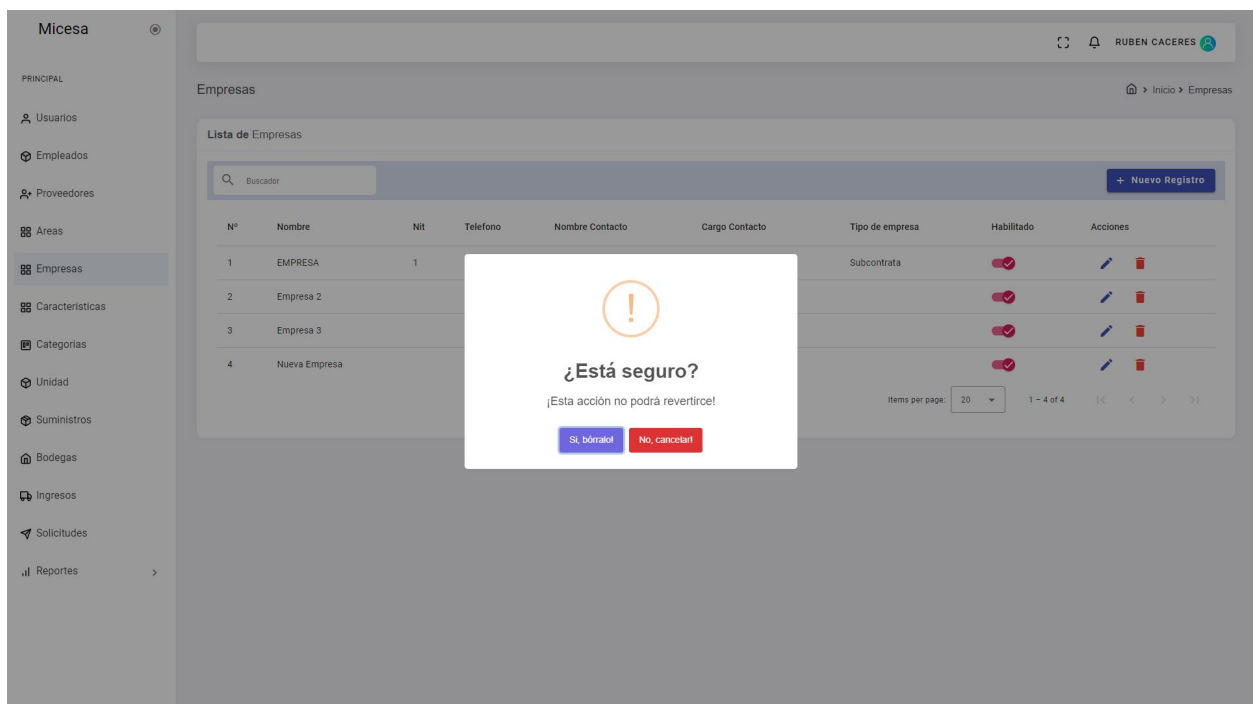 Micesa
RUBEN CACERES
PRINCIPAL
Empresas
Inicio > Empresas
Usuarios
Lista de Empresas
Empleados
Buscador
+ Nuevo Registro
Proveedores
Areas
Nº Nombre Nit Telefono Nombre Contacto Cargo Contacto Tipo de empresa Habilitado Acciones
Empresas
1 EMPRESA 1 Subcontrata
2 Empresa 2
Características
3 Empresa 3
Categorias
4 Nueva Empresa
¿Está seguro?
Unidad
¡Esta acción no podrá revertirce!
Items per page: 20 1 – 4 of 4
Suministros
Si, bórralo! No, cancelar!
Bodegas
Ingresos
Solicitudes
Reportes